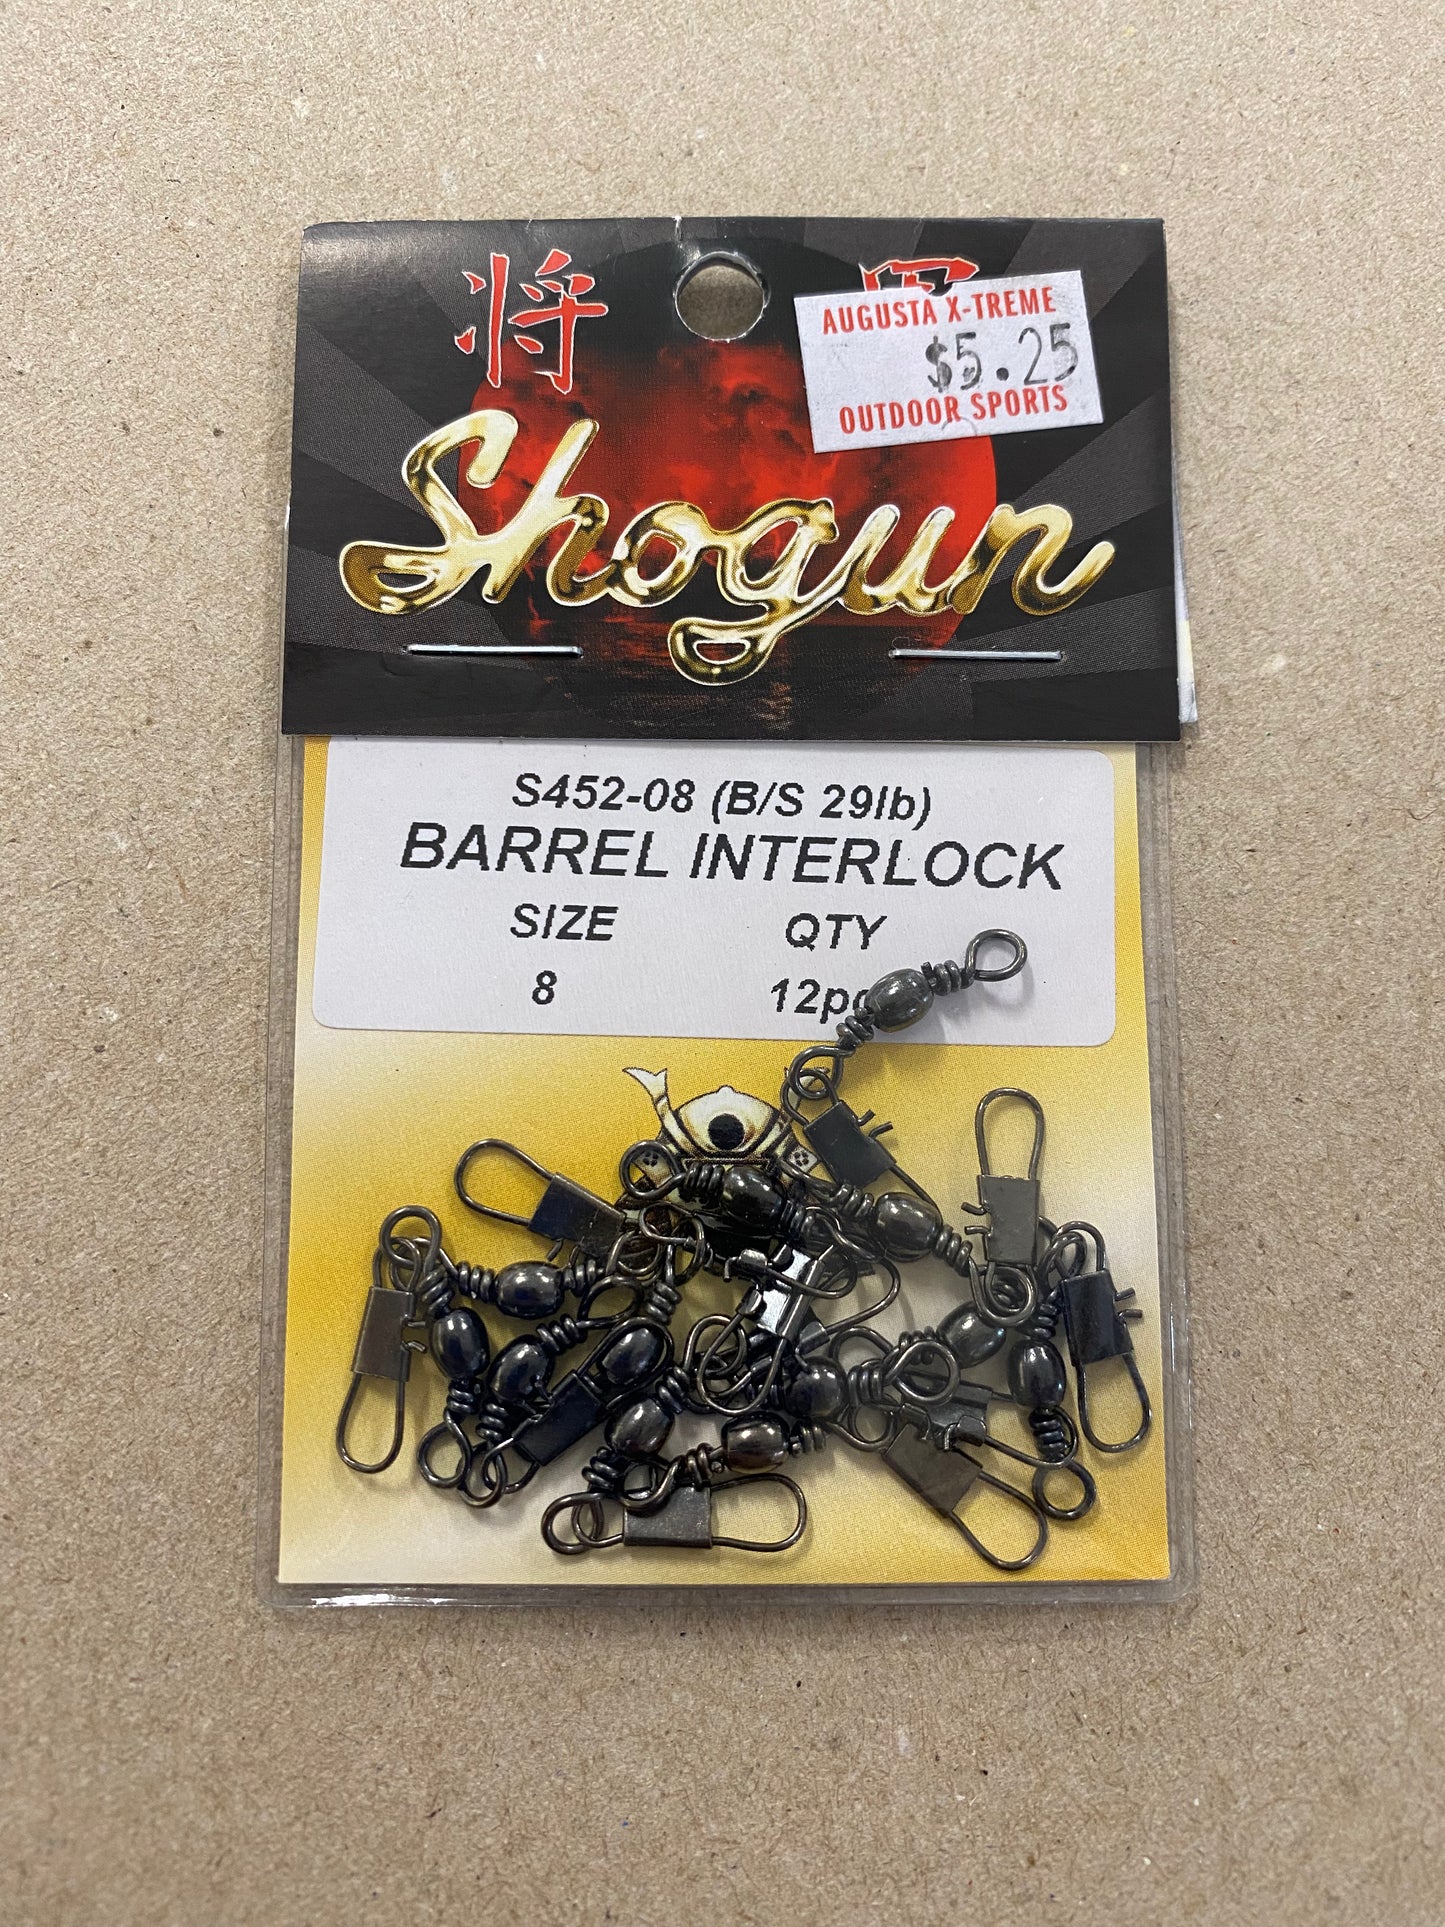 将
AUGUSTA X-TREME
$5.25
OUTDOOR SPORTS
Shogun
S452-08 (B/S 29lb)
BARREL INTERLOCK
SIZE QTY
8